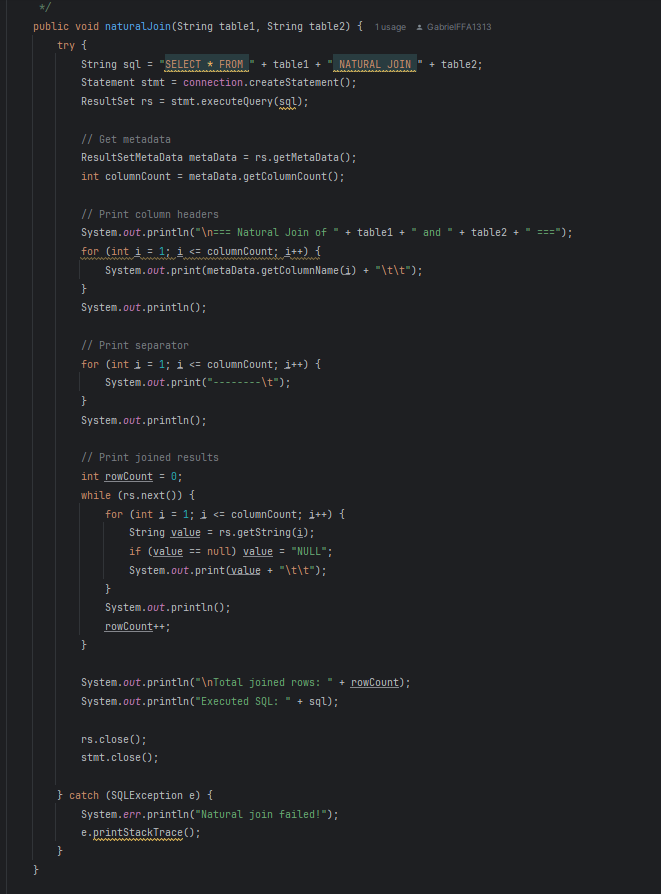 */
public void naturalJoin(String table1, String table2) { 1 usage GabrielFFA1313
try {
String sql = "SELECT * FROM " + table1 + " NATURAL JOIN " + table2;
Statement stmt = connection.createStatement();
ResultSet rs = stmt.executeQuery(sql);
// Get metadata
ResultSetMetaData metaData = rs.getMetaData();
int columnCount = metaData.getColumnCount();
// Print column headers
System.out.println("\n=== Natural Join of " + table1 + " and " + table2 + " ===");
for (int i = 1; i <= columnCount; i++) {
System.out.print(metaData.getColumnName(i) + "\t\t");
}
System.out.println();
// Print separator
for (int i = 1; i <= columnCount; i++) {
System.out.print("--------\t");
}
System.out.println();
// Print joined results
int rowCount = 0;
while (rs.next()) {
for (int i = 1; i <= columnCount; i++) {
String value = rs.getString(i);
if (value == null) value = "NULL";
System.out.print(value + "\t\t");
}
System.out.println();
rowCount++;
}
System.out.println("\nTotal joined rows: " + rowCount);
System.out.println("Executed SQL: " + sql);
rs.close();
stmt.close();
} catch (SQLException e) {
System.err.println("Natural join failed!");
e.printStackTrace();
}
}